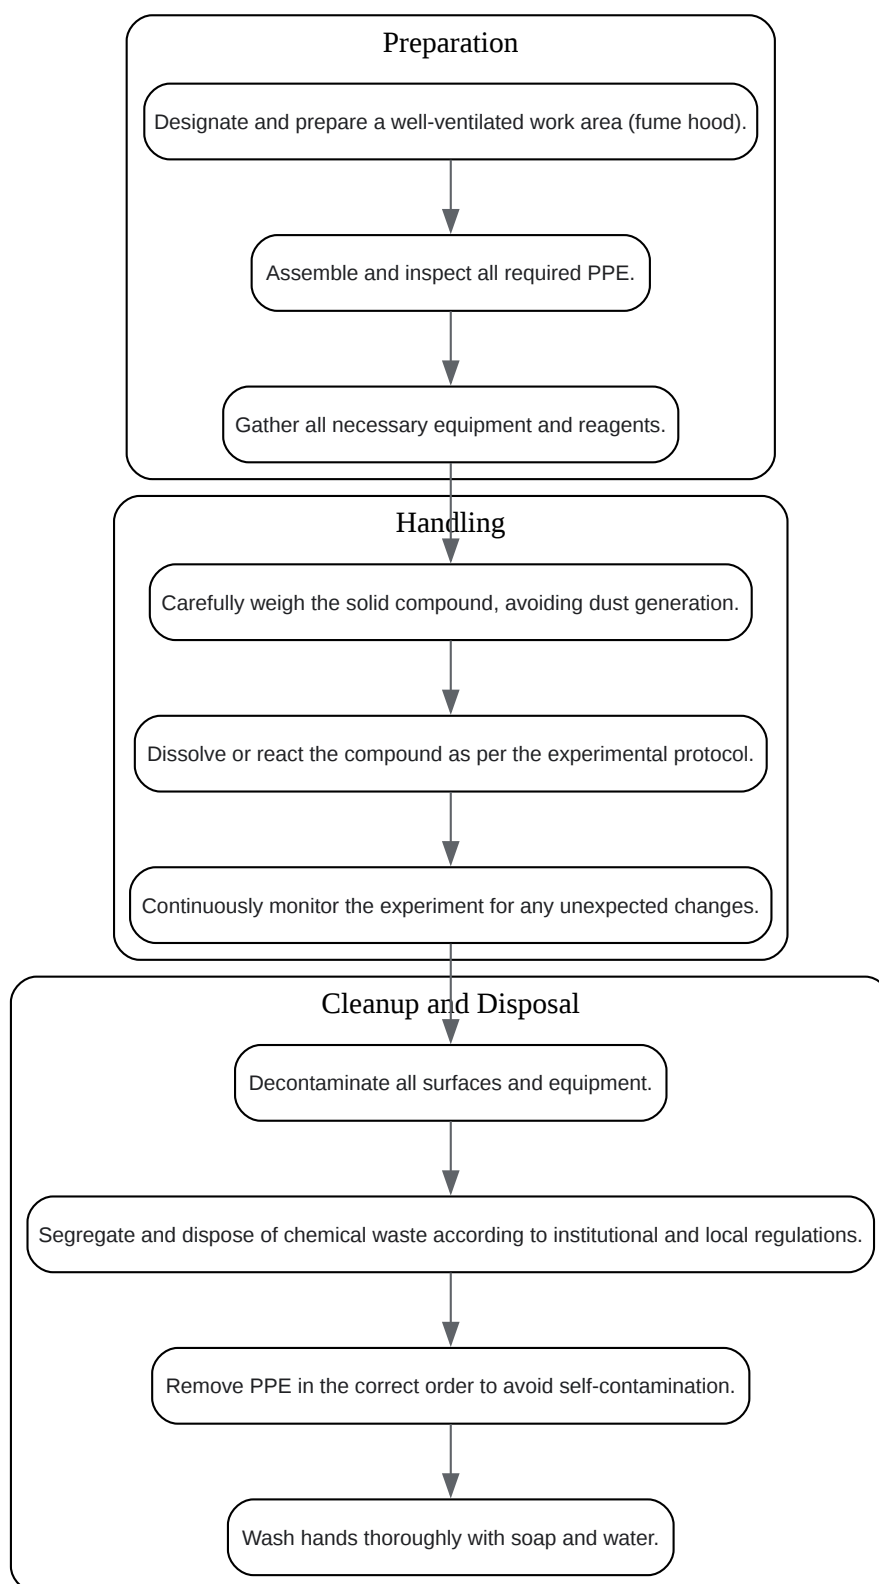 Preparation
Designate and prepare a well-ventilated work area (fume hood).
Assemble and inspect all required PPE.
Gather all necessary equipment and reagents.
Handling
Carefully weigh the solid compound, avoiding dust generation.
Dissolve or react the compound as per the experimental protocol.
Continuously monitor the experiment for any unexpected changes.
Cleanup and Disposal
Decontaminate all surfaces and equipment.
Segregate and dispose of chemical waste according to institutional and local regulations.
Remove PPE in the correct order to avoid self-contamination.
Wash hands thoroughly with soap and water.